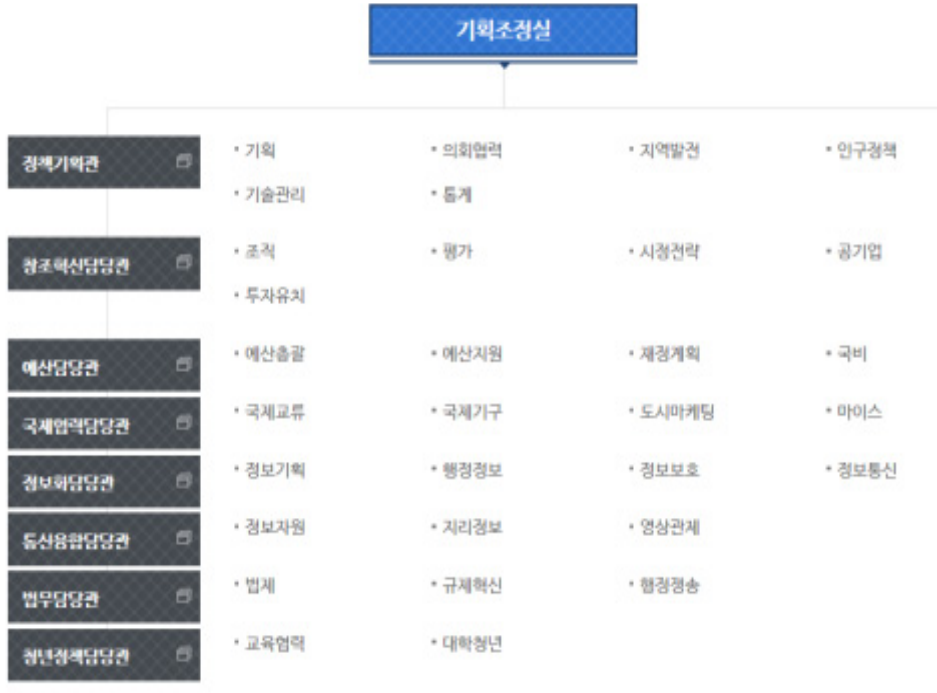 기획조정실
정책기획관
• 기획 • 의회협력 • 지역발전 • 인구정책
• 기술관리 • 통계
창조혁신담당관
• 조직 • 평가 • 시정전략 • 공기업
• 투자유치
예산담당관
• 예산총괄 • 예산지원 • 재정계획 • 국비
국제협력담당관
• 국제교류 • 국제기구 • 도시마케팅 • 마이스
정보화담당관
• 정보기획 • 행정정보 • 정보보호 • 정보통신
통신융합담당관
• 정보자원 • 지리정보 • 영상관제
법무담당관
• 법제 • 규제혁신 • 행정쟁송
청년정책담당관
• 교육협력 • 대학청년